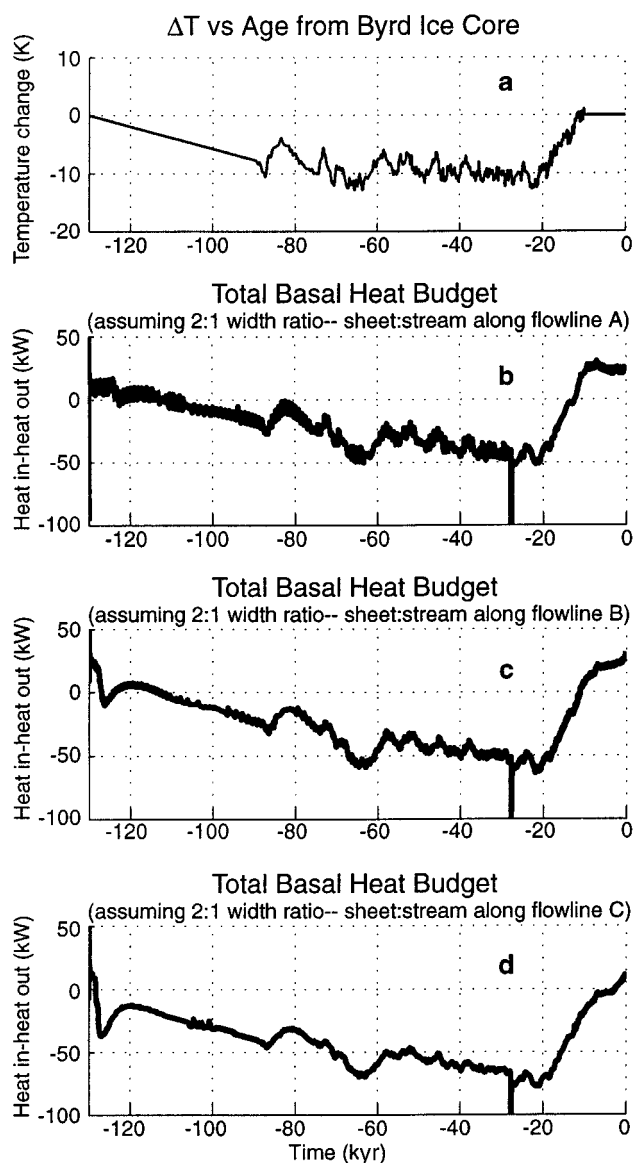 ΔT vs Age from Byrd Ice Core
Temperature change (K)
10
0
-10
-20
a
-120 -100 -80 -60 -40 -20 0
Total Basal Heat Budget
(assuming 2:1 width ratio-- sheet:stream along flowline A)
Heat in-heat out (kW)
50
0
-50
-100
b
-120 -100 -80 -60 -40 -20 0
Total Basal Heat Budget
(assuming 2:1 width ratio-- sheet:stream along flowline B)
Heat in-heat out (kW)
50
0
-50
-100
c
-120 -100 -80 -60 -40 -20 0
Total Basal Heat Budget
(assuming 2:1 width ratio-- sheet:stream along flowline C)
Heat in-heat out (kW)
50
0
-50
-100
d
-120 -100 -80 -60 -40 -20 0
Time (kyr)